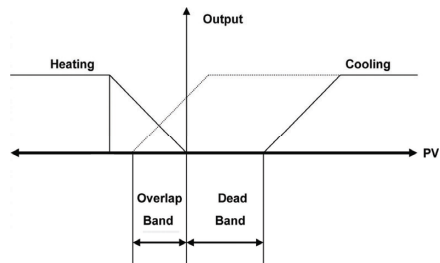 Output
Heating
Cooling
PV
Overlap
Band
Dead
Band